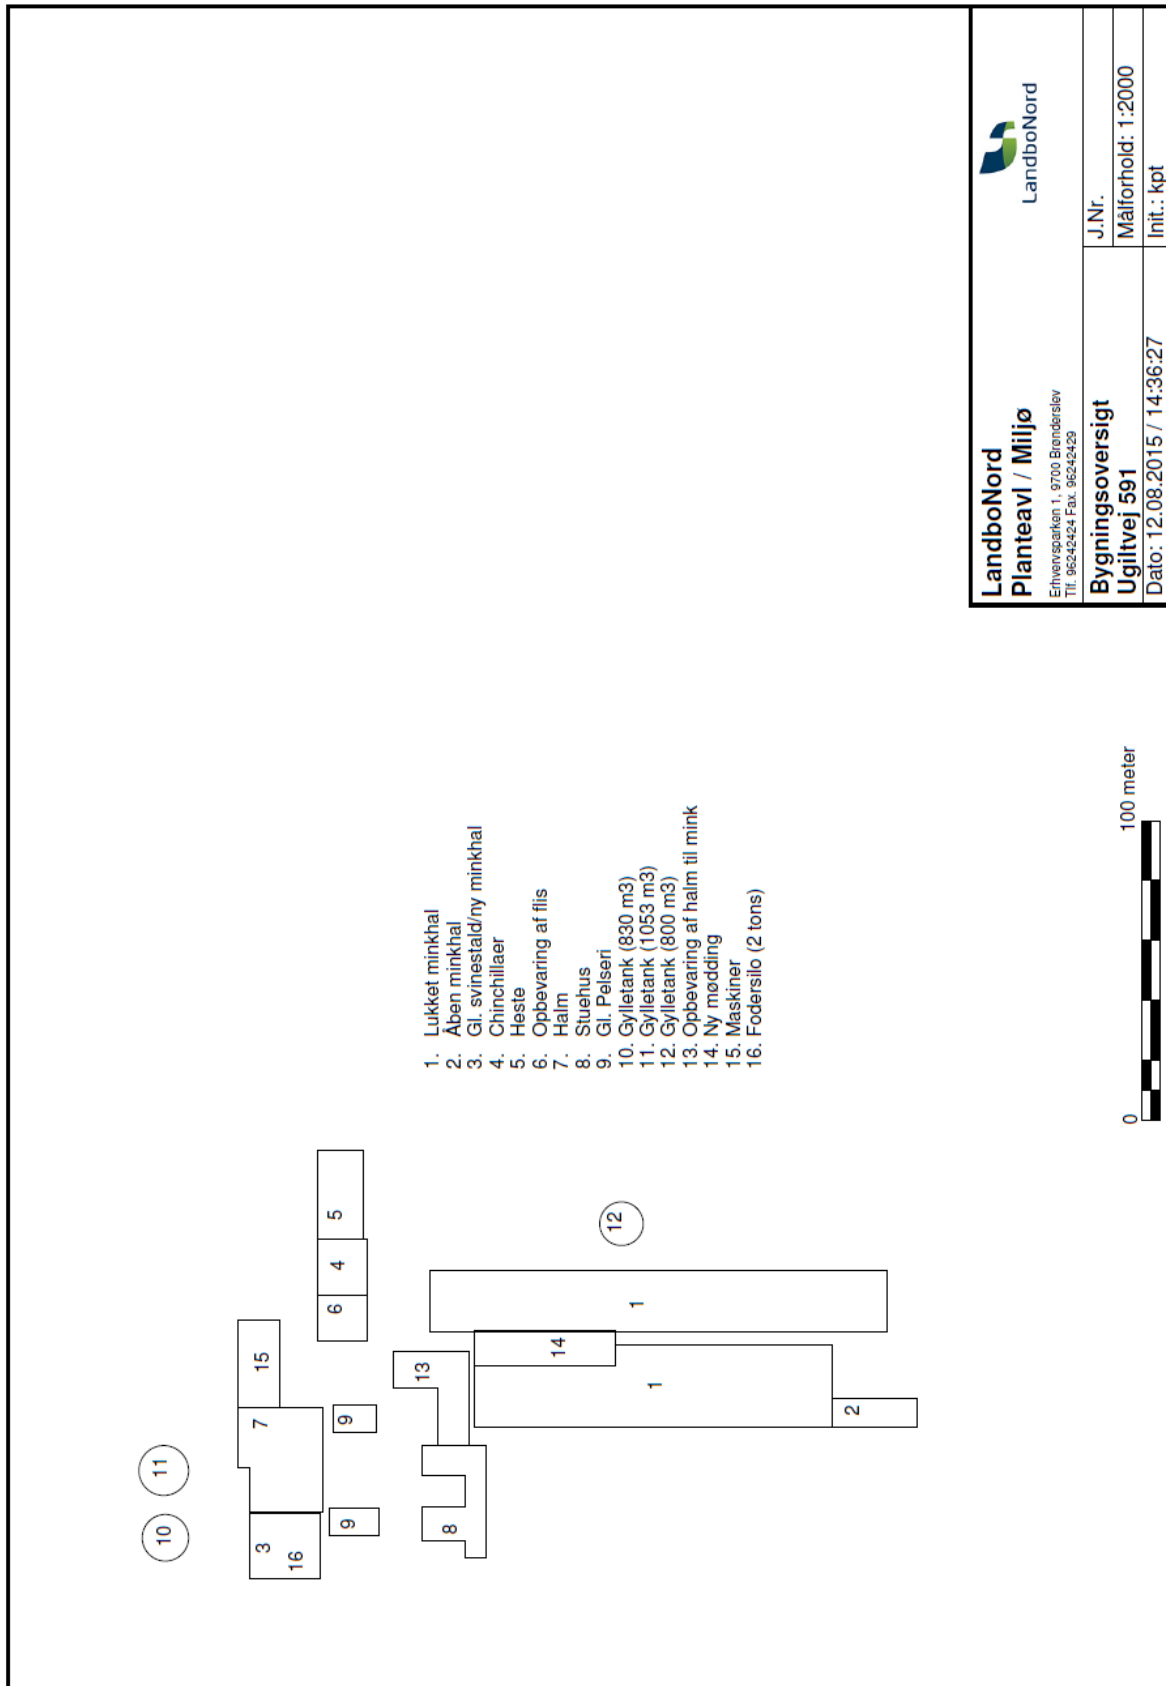 10
11
3
16
7
15
9
9
6
4
5
8
13
14
1
1
2
12
1. Lukket minkhal
2. Åben minkhal
3. Gl. svinestald/ny minkhal
4. Chinchillaer
5. Heste
6. Opbevaring af flis
7. Halm
8. Stuehus
9. Gl. Pelseri
10. Gylletank (830 m3)
11. Gylletank (1053 m3)
12. Gylletank (800 m3)
13. Opbevaring af halm til mink
14. Ny mødding
15. Maskiner
16. Fodersilo (2 tons)
0 100 meter
LandboNord
Planteavl / Miljø
Erhvervsparken 1, 9700 Brønderslev
Tlf. 96242424 Fax. 96242429
LandboNord
Bygningsoversigt
Ugiltvej 591
J.Nr.
Målforhold: 1:2000
Dato: 12.08.2015 / 14:36:27
Init.: kpt